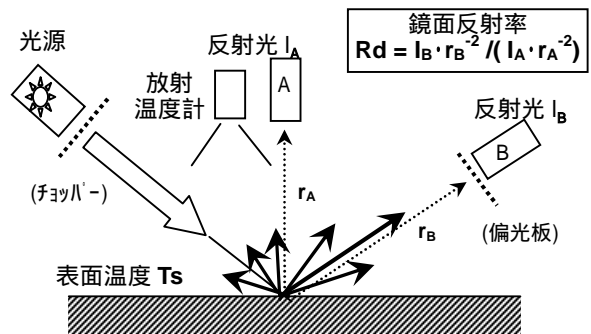 鏡面反射率
Rd = I_B･r_B^-2 /( I_A･r_A^-2)
光源
反射光 I_A
放射
温度計
A
反射光 I_B
B
(ﾁｮｯﾊﾟｰ)
r_A
r_B
(偏光板)
表面温度 Ts